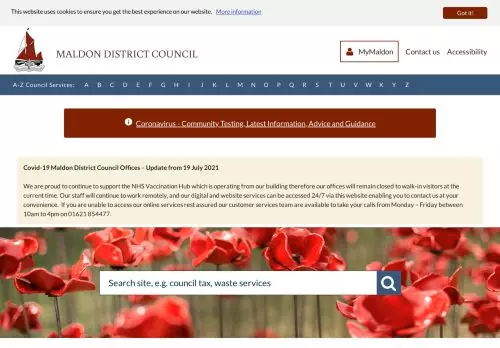 This website uses cookies to ensure you get the best experience on our website. More information
Got it!
MALDON DISTRICT COUNCIL
MyMaldon
Contact us
Accessibility
A-Z Council Services: A B C D E F G H I J K L M N O P Q R S T U V W X Y Z
Coronavirus - Community Testing, Latest Information, Advice and Guidance
Covid-19 Maldon District Council Offices – Update from 19 July 2021
We are proud to continue to support the NHS Vaccination Hub which is operating from our building therefore our offices will remain closed to walk-in visitors at the
current time. Our staff will continue to work remotely, and our digital and website services can be accessed 24/7 via this website enabling you to contact us at your
convenience. If you are unable to access our online services rest assured our customer services team are available to take your calls from Monday – Friday between
10am to 4pm on 01621 854477.
Search site, e.g. council tax, waste services